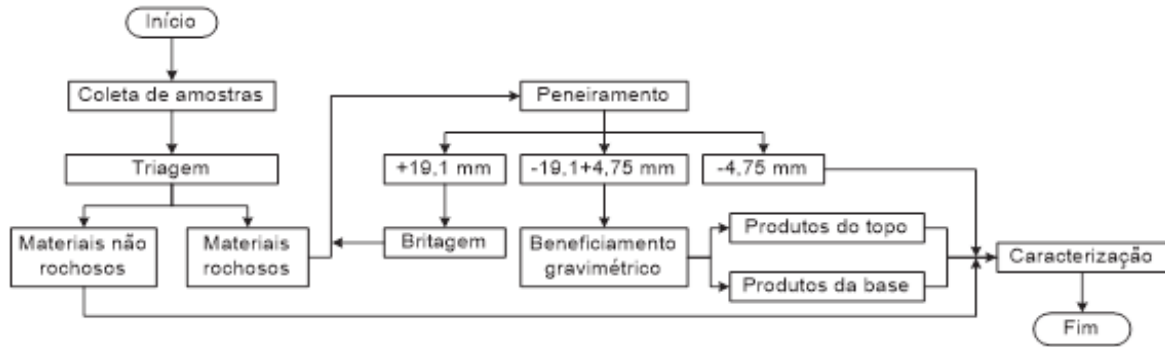 Início
Coleta de amostras
Triagem
Materiais não
rochosos
Materiais
rochosos
Peneiramento
+19,1 mm
-19,1+4,75 mm
-4,75 mm
Britagem
Beneficiamento
gravimétrico
Produtos do topo
Produtos da base
Caracterização
Fim